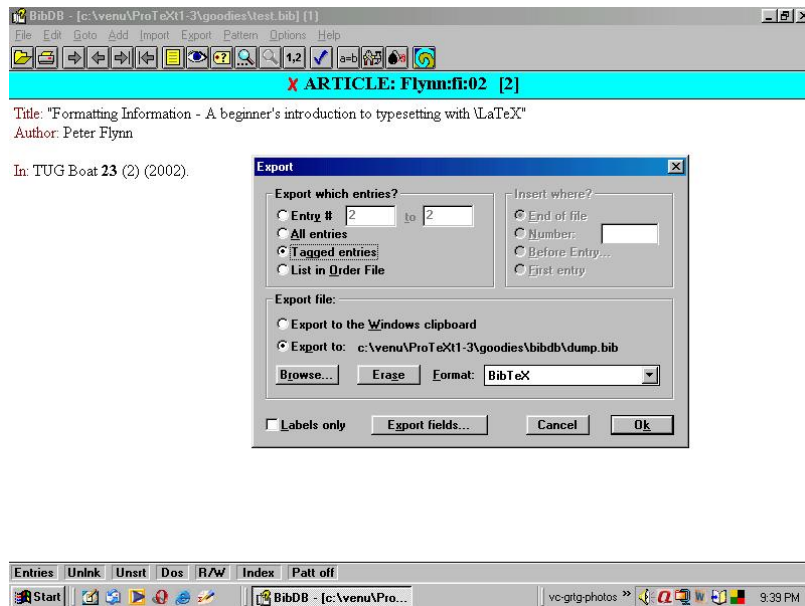 BibDB - [c:\venu\ProTeXt1-3\goodies\test.bib] (1)
File Edit Goto Add Import Export Pattern Options Help
1,2 a=b
X ARTICLE: Flynn:fi:02 [2]
Title: "Formatting Information - A beginner's introduction to typesetting with \LaTeX"
Author: Peter Flynn
In: TUG Boat 23 (2) (2002).
Export
Export which entries?
Entry # 2 to 2
All entries
Tagged entries
List in Order File
Insert where?
End of file
Number:
Before Entry...
First entry
Export file:
Export to the Windows clipboard
Export to: c:\venu\ProTeXt1-3\goodies\bibdb\dump.bib
Browse... Erase Format: BibTeX
Labels only Export fields... Cancel Ok
Entries Unlnk Unsrt Dos R/W Index Patt off
Start BibDB - [c:\venu\Pro... vc-gitg-photos » 9:39 PM